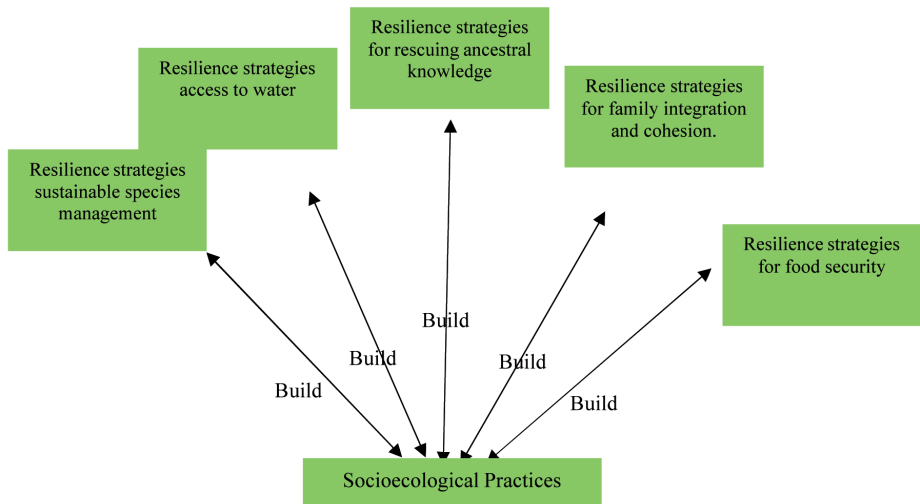 Resilience strategies
for rescuing ancestral
knowledge
Resilience strategies
access to water
Resilience strategies
for family integration
and cohesion.
Resilience strategies
sustainable species
management
Resilience strategies
for food security
Build
Build
Build
Build
Build
Socioecological Practices